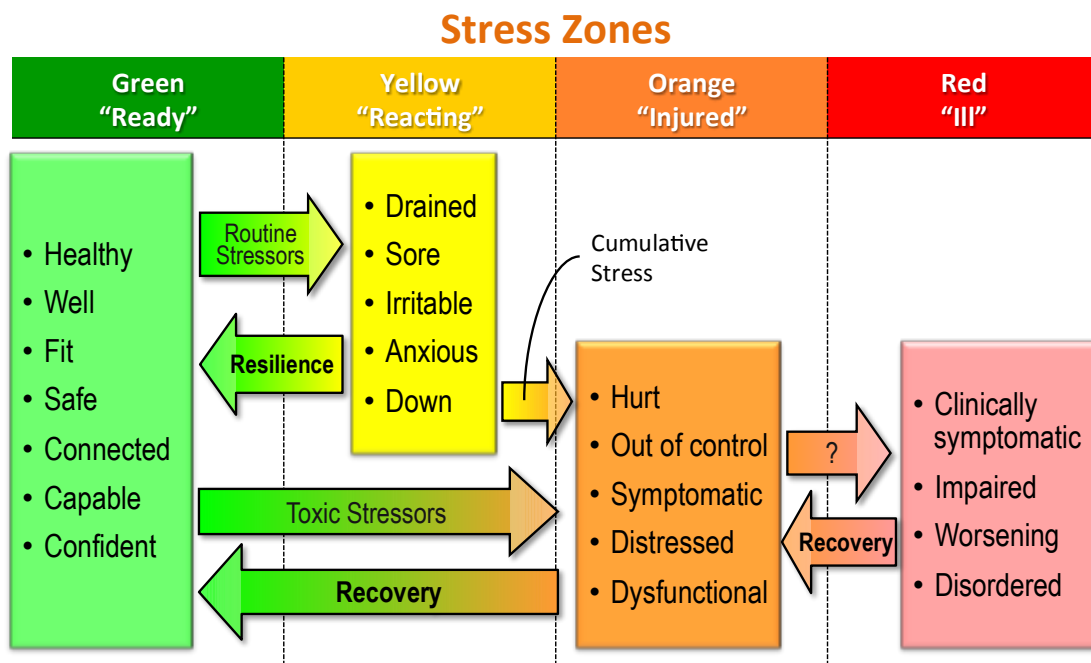 Stress Zones
Green
“Ready”
Yellow
“Reacting”
Orange
“Injured”
Red
“Ill”
• Healthy
• Well
• Fit
• Safe
• Connected
• Capable
• Confident
Routine
Stressors
Resilience
• Drained
• Sore
• Irritable
• Anxious
• Down
Cumulative
Stress
Toxic Stressors
Recovery
• Hurt
• Out of control
• Symptomatic
• Distressed
• Dysfunctional
?
Recovery
• Clinically
symptomatic
• Impaired
• Worsening
• Disordered